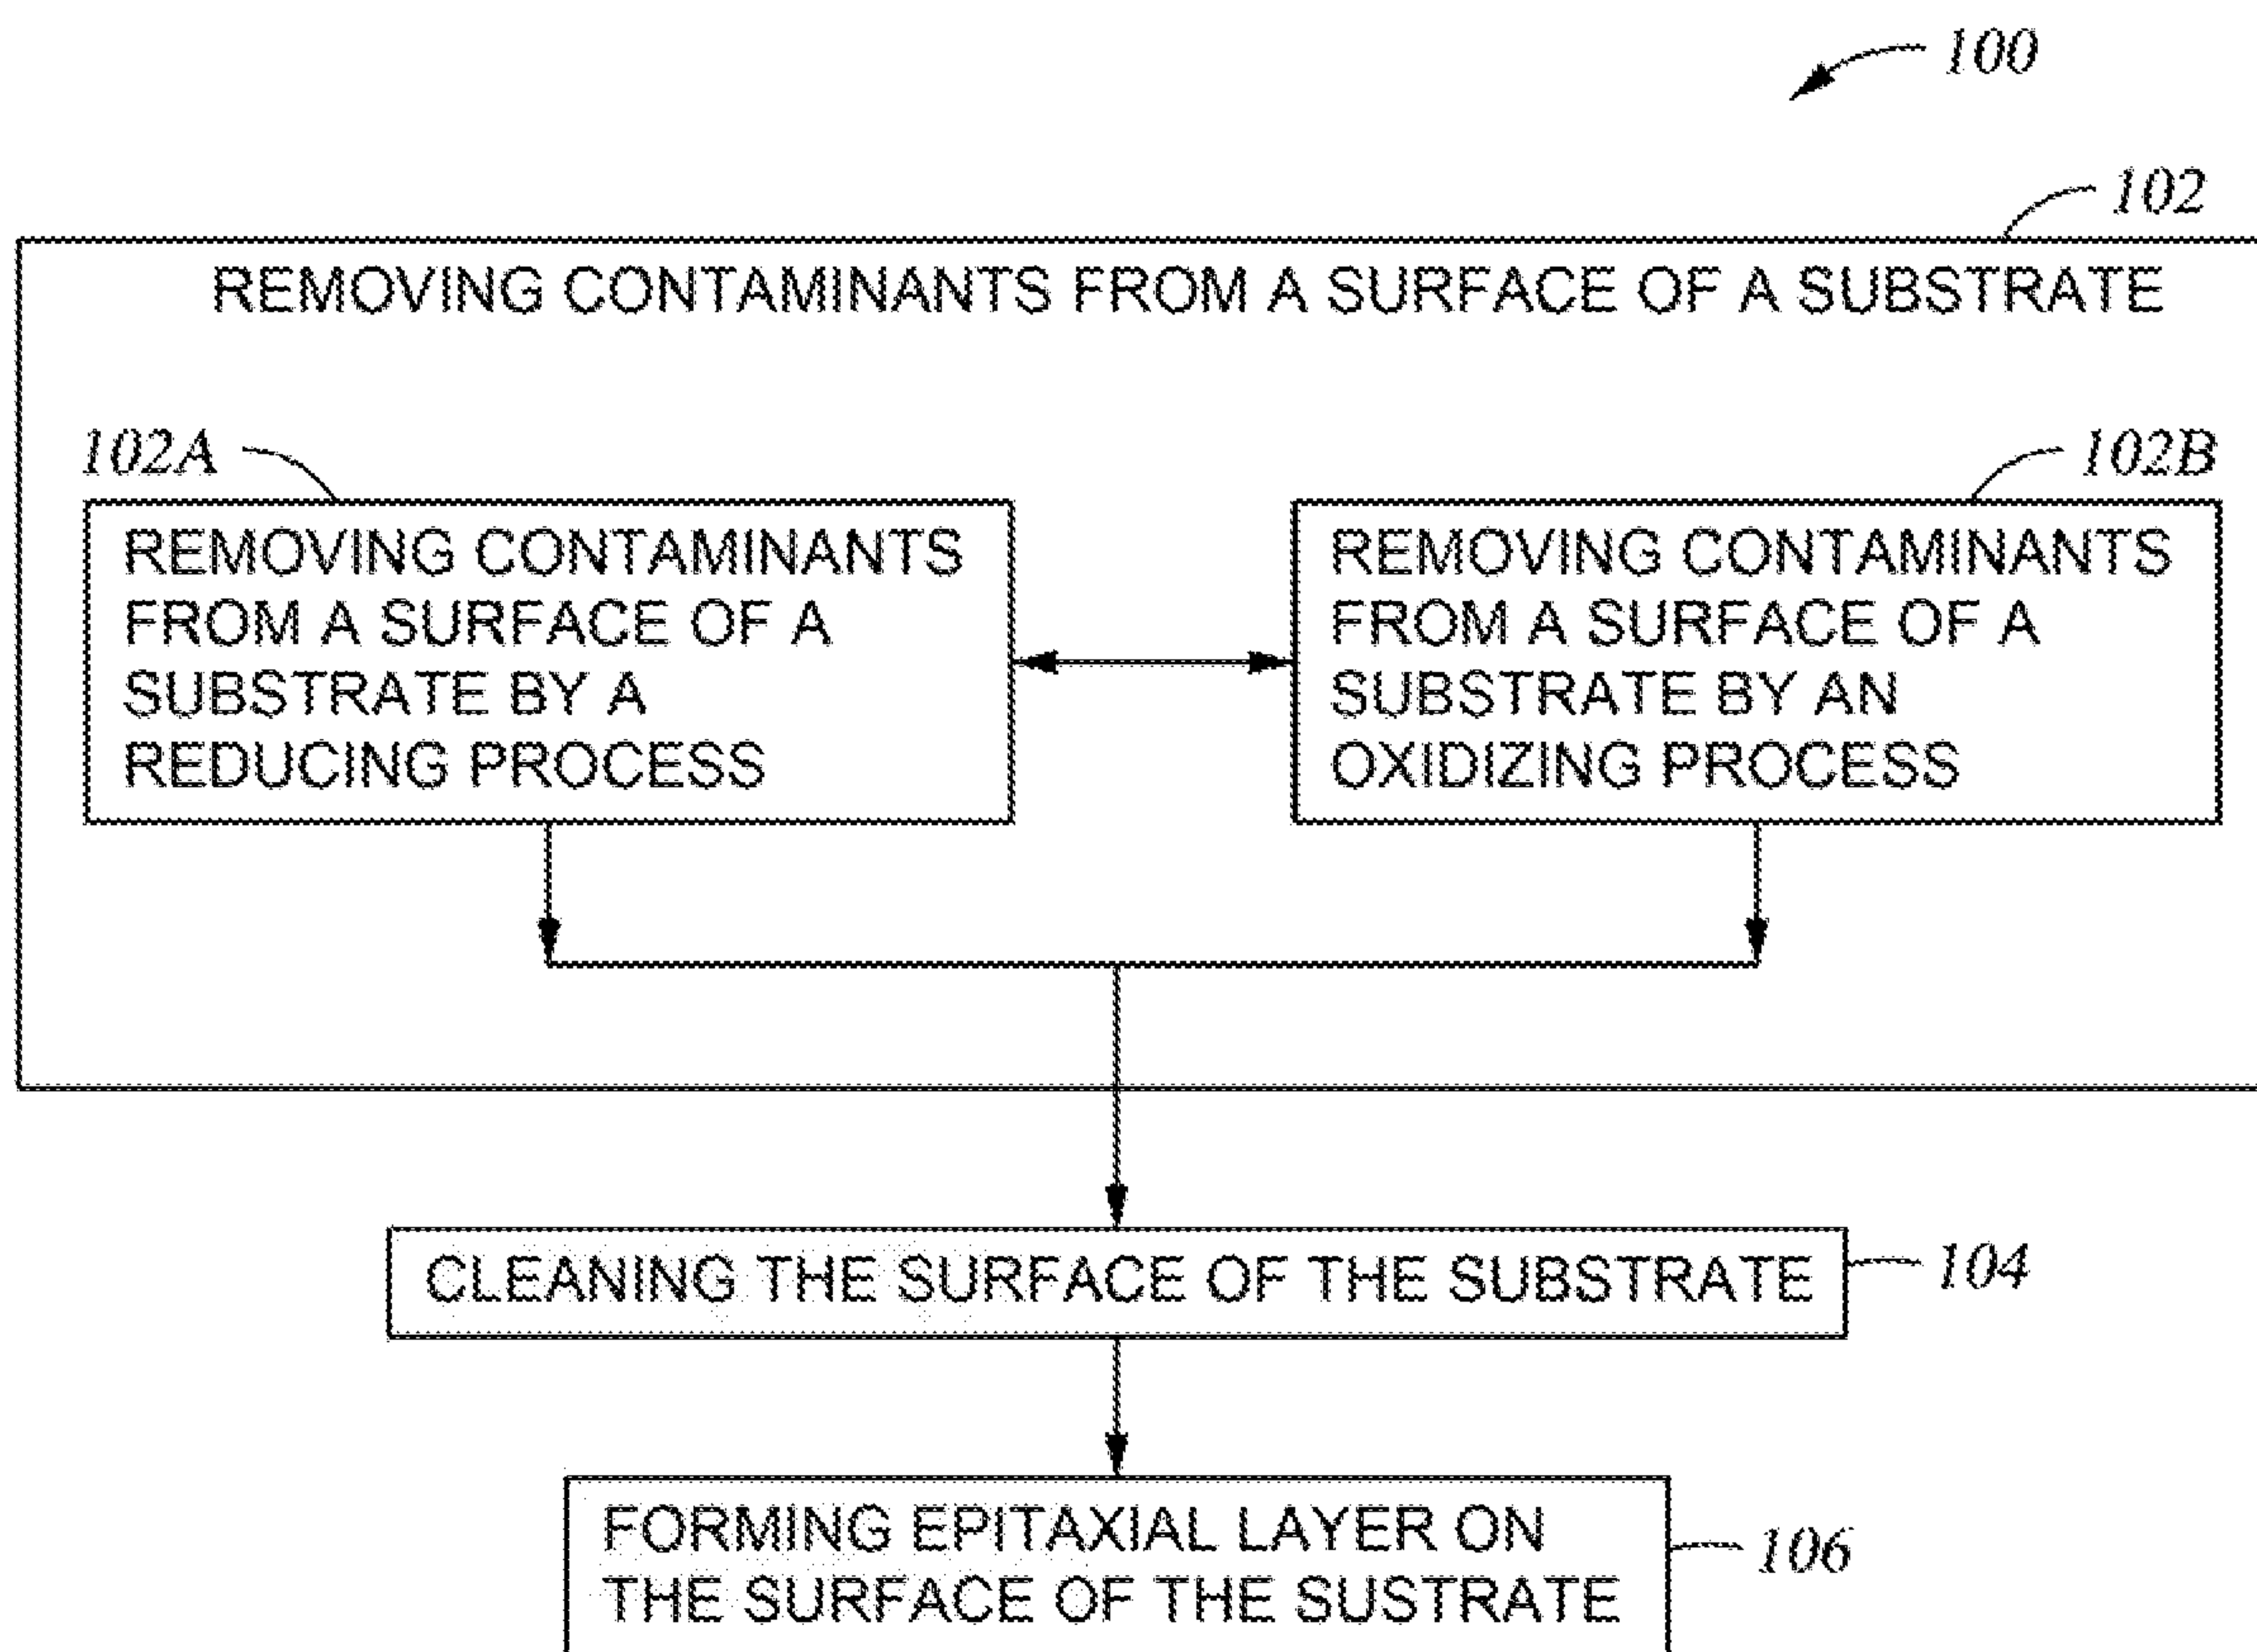 100
102
REMOVING CONTAMINANTS FROM A SURFACE OF A SUBSTRATE
102A
REMOVING CONTAMINANTS
FROM A SURFACE OF A
SUBSTRATE BY A
REDUCING PROCESS
102B
REMOVING CONTAMINANTS
FROM A SURFACE OF A
SUBSTRATE BY AN
OXIDIZING PROCESS
CLEANING THE SURFACE OF THE SUBSTRATE
104
FORMING EPITAXIAL LAYER ON
THE SURFACE OF THE SUSTRATE
106